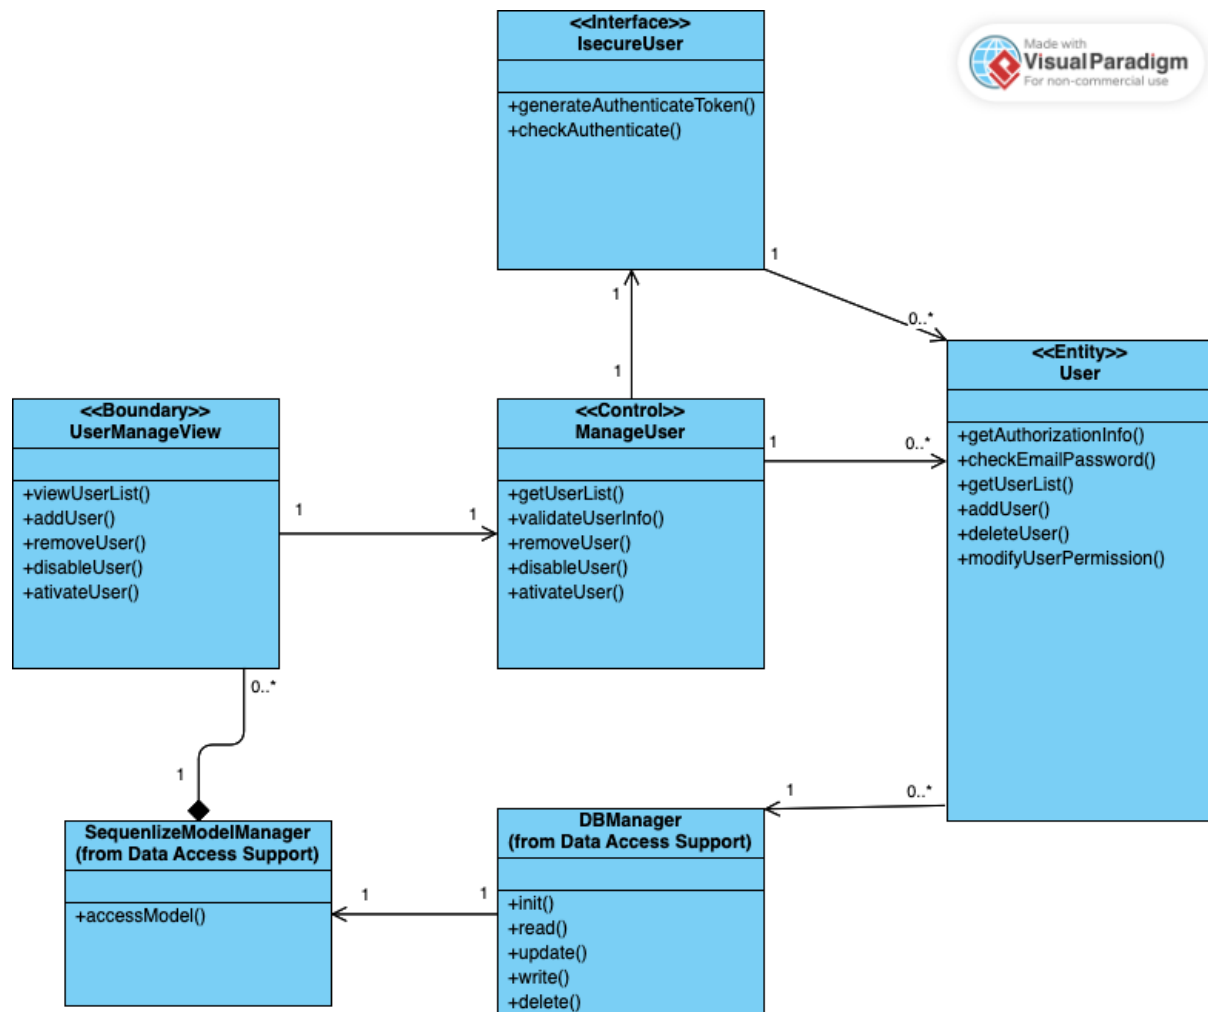 <<Interface>>
IsecureUser
+generateAuthenticateToken()
+checkAuthenticate()
Made with
VisualParadigm
For non-commercial use
1
0..*
1
1
<<Entity>>
User
+getAuthorizationInfo()
+checkEmailPassword()
+getUserList()
+addUser()
+deleteUser()
+modifyUserPermission()
<<Boundary>>
UserManageView
+viewUserList()
+addUser()
+removeUser()
+disableUser()
+ativateUser()
1
1
<<Control>>
ManageUser
+getUserList()
+validateUserInfo()
+removeUser()
+disableUser()
+ativateUser()
1
0..*
0..*
1
SequenlizeModelManager
(from Data Access Support)
+accessModel()
1
1
DBManager
(from Data Access Support)
+init()
+read()
+update()
+write()
+delete()
1
0..*